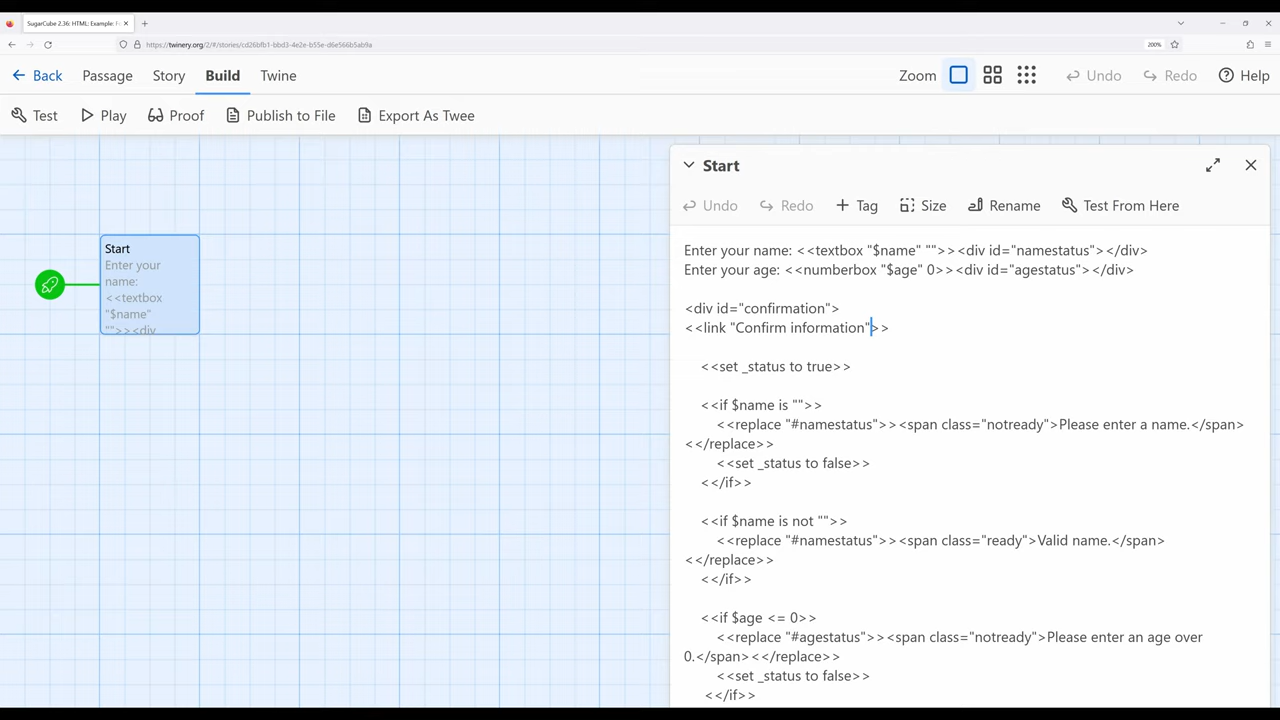 SugarCube 2.36: HTML: Example: F
https://twinery.org/2/#/stories/cd26bfb1-bbd3-4e2e-b55e-d6e566b5ab9a
200%
Back Passage Story Build Twine Zoom Undo Redo Help
Test Play Proof Publish to File Export As Twee
Start
Enter your
name:
<<textbox
"$name"
"">><div
Start
Undo Redo Tag Size Rename Test From Here
Enter your name: <<textbox "$name" "">><div id="namestatus"></div>
Enter your age: <<numberbox "$age" 0>><div id="agestatus"></div>
<div id="confirmation">
<<link "Confirm information">>
<<set _status to true>>
<<if $name is "">>
<<replace "#namestatus">><span class="notready">Please enter a name.</span>
<</replace>>
<<set _status to false>>
<</if>>
<<if $name is not "">>
<<replace "#namestatus">><span class="ready">Valid name.</span>
<</replace>>
<</if>>
<<if $age <= 0>>
<<replace "#agestatus">><span class="notready">Please enter an age over
0.</span><</replace>>
<<set _status to false>>
<</if>>